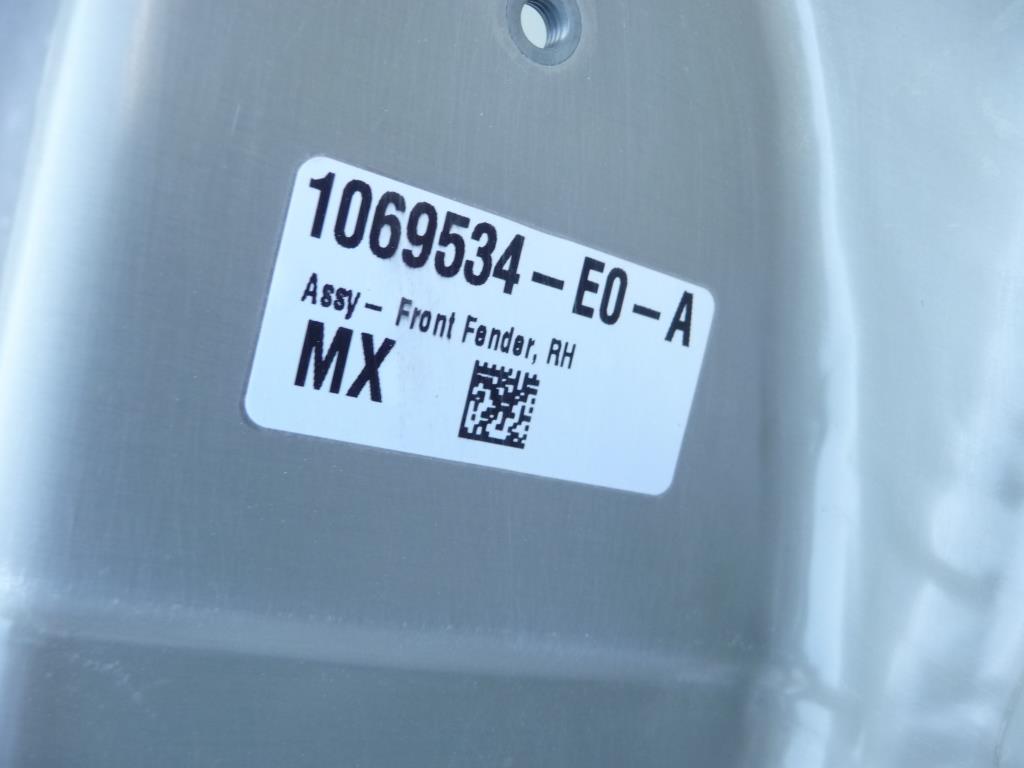 1069534-E0-A
Assy- Front Fender, RH
MX